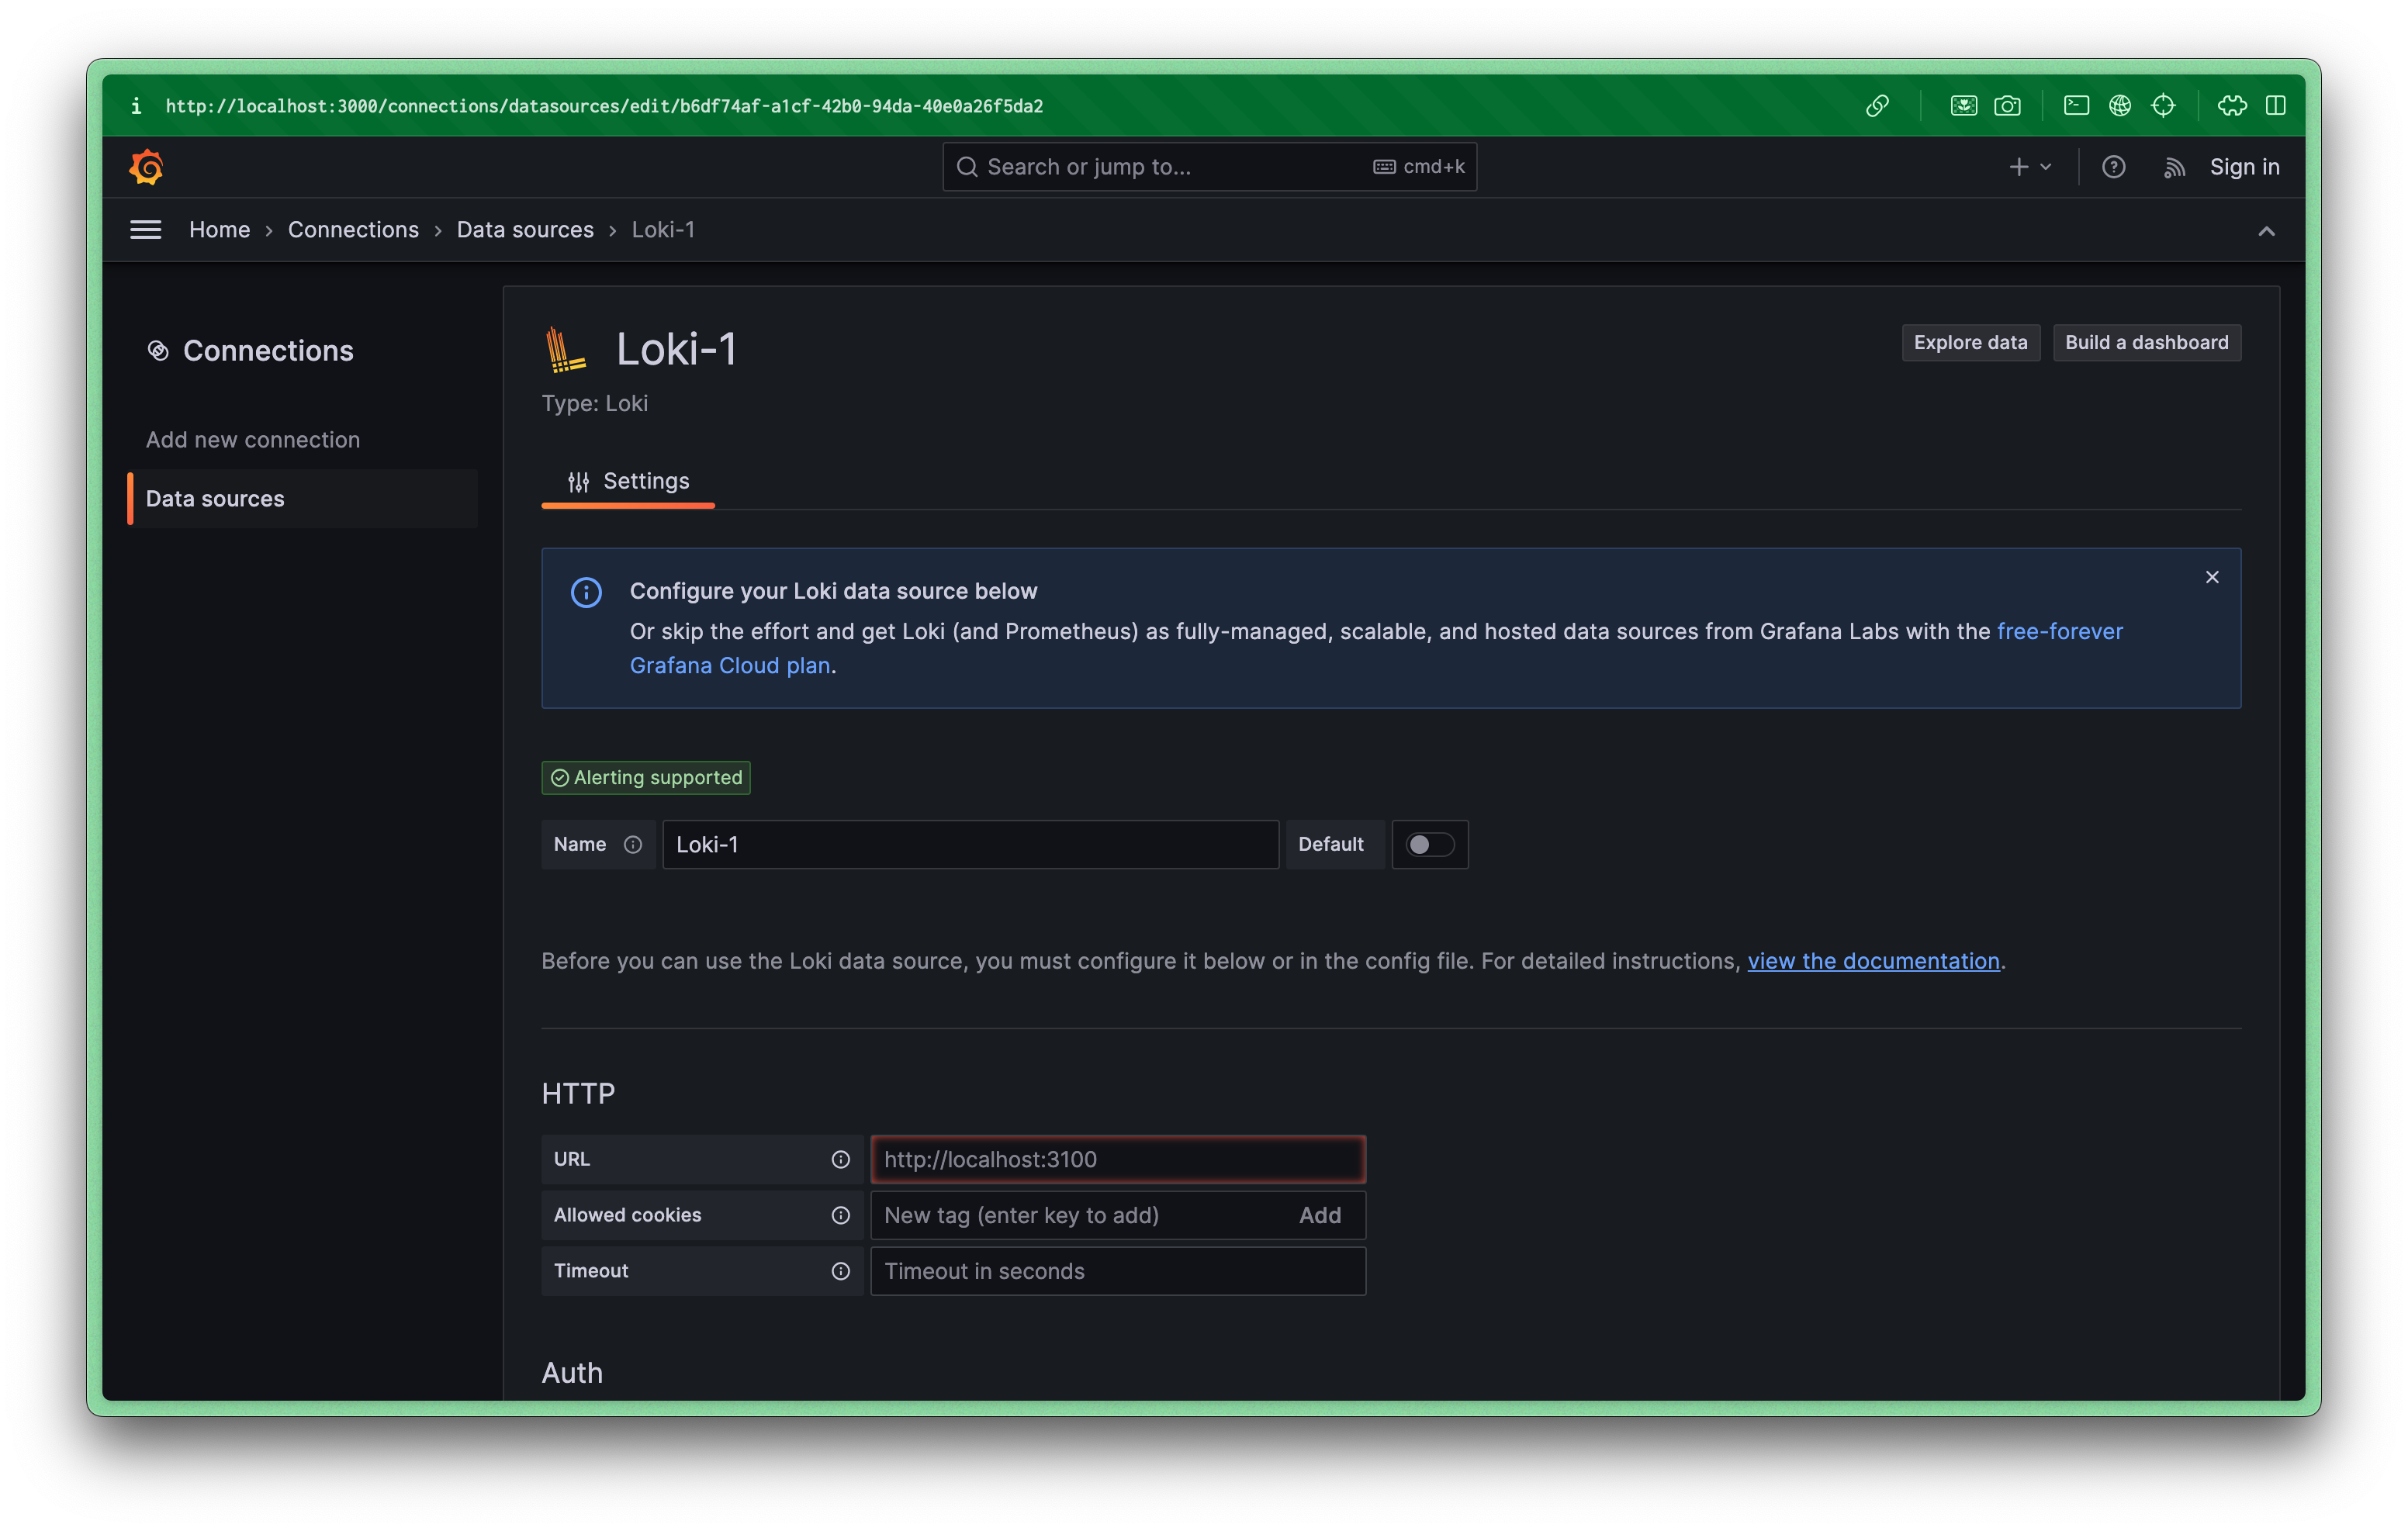 http://localhost:3000/connections/datasources/edit/b6df74af-a1cf-42b0-94da-40e0a26f5da2
Search or jump to...
cmd+k
Sign in
Home > Connections > Data sources > Loki-1
Connections
Add new connection
Data sources
Loki-1
Explore data
Build a dashboard
Type: Loki
Settings
Configure your Loki data source below
Or skip the effort and get Loki (and Prometheus) as fully-managed, scalable, and hosted data sources from Grafana Labs with the free-forever
Grafana Cloud plan.
Alerting supported
Name
Loki-1
Default
Before you can use the Loki data source, you must configure it below or in the config file. For detailed instructions, view the documentation.
HTTP
URL
http://localhost:3100
Allowed cookies
New tag (enter key to add)
Add
Timeout
Timeout in seconds
Auth